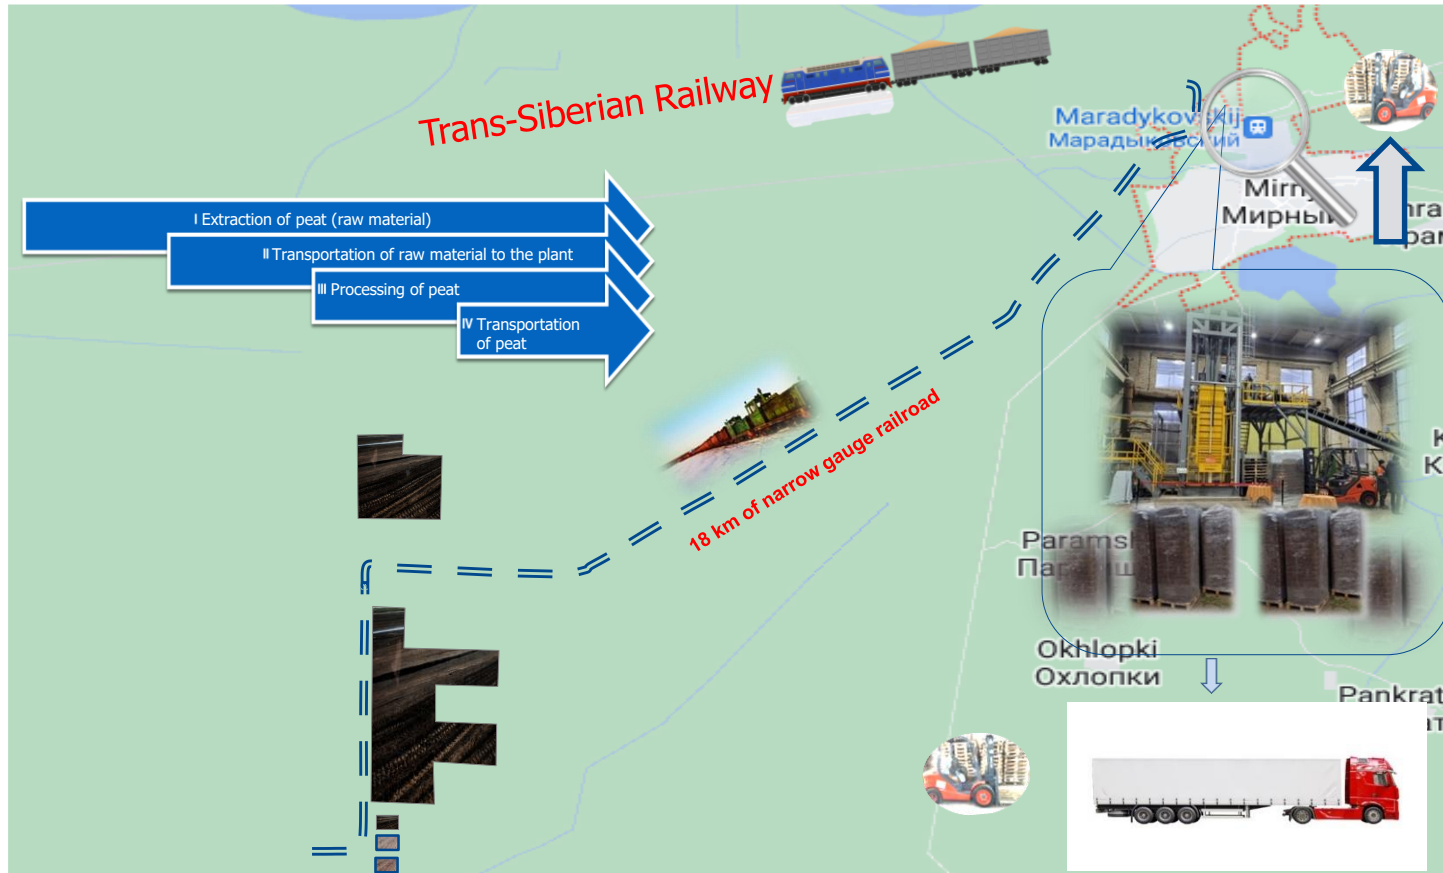 Trans-Siberian Railway
I Extraction of peat (raw material)
II Transportation of raw material to the plant
III Processing of peat
IV Transportation
of peat
18 km of narrow gauge railroad
Maradykovskij
Марадыковский
Мирный
Okhlopki
Охлопки